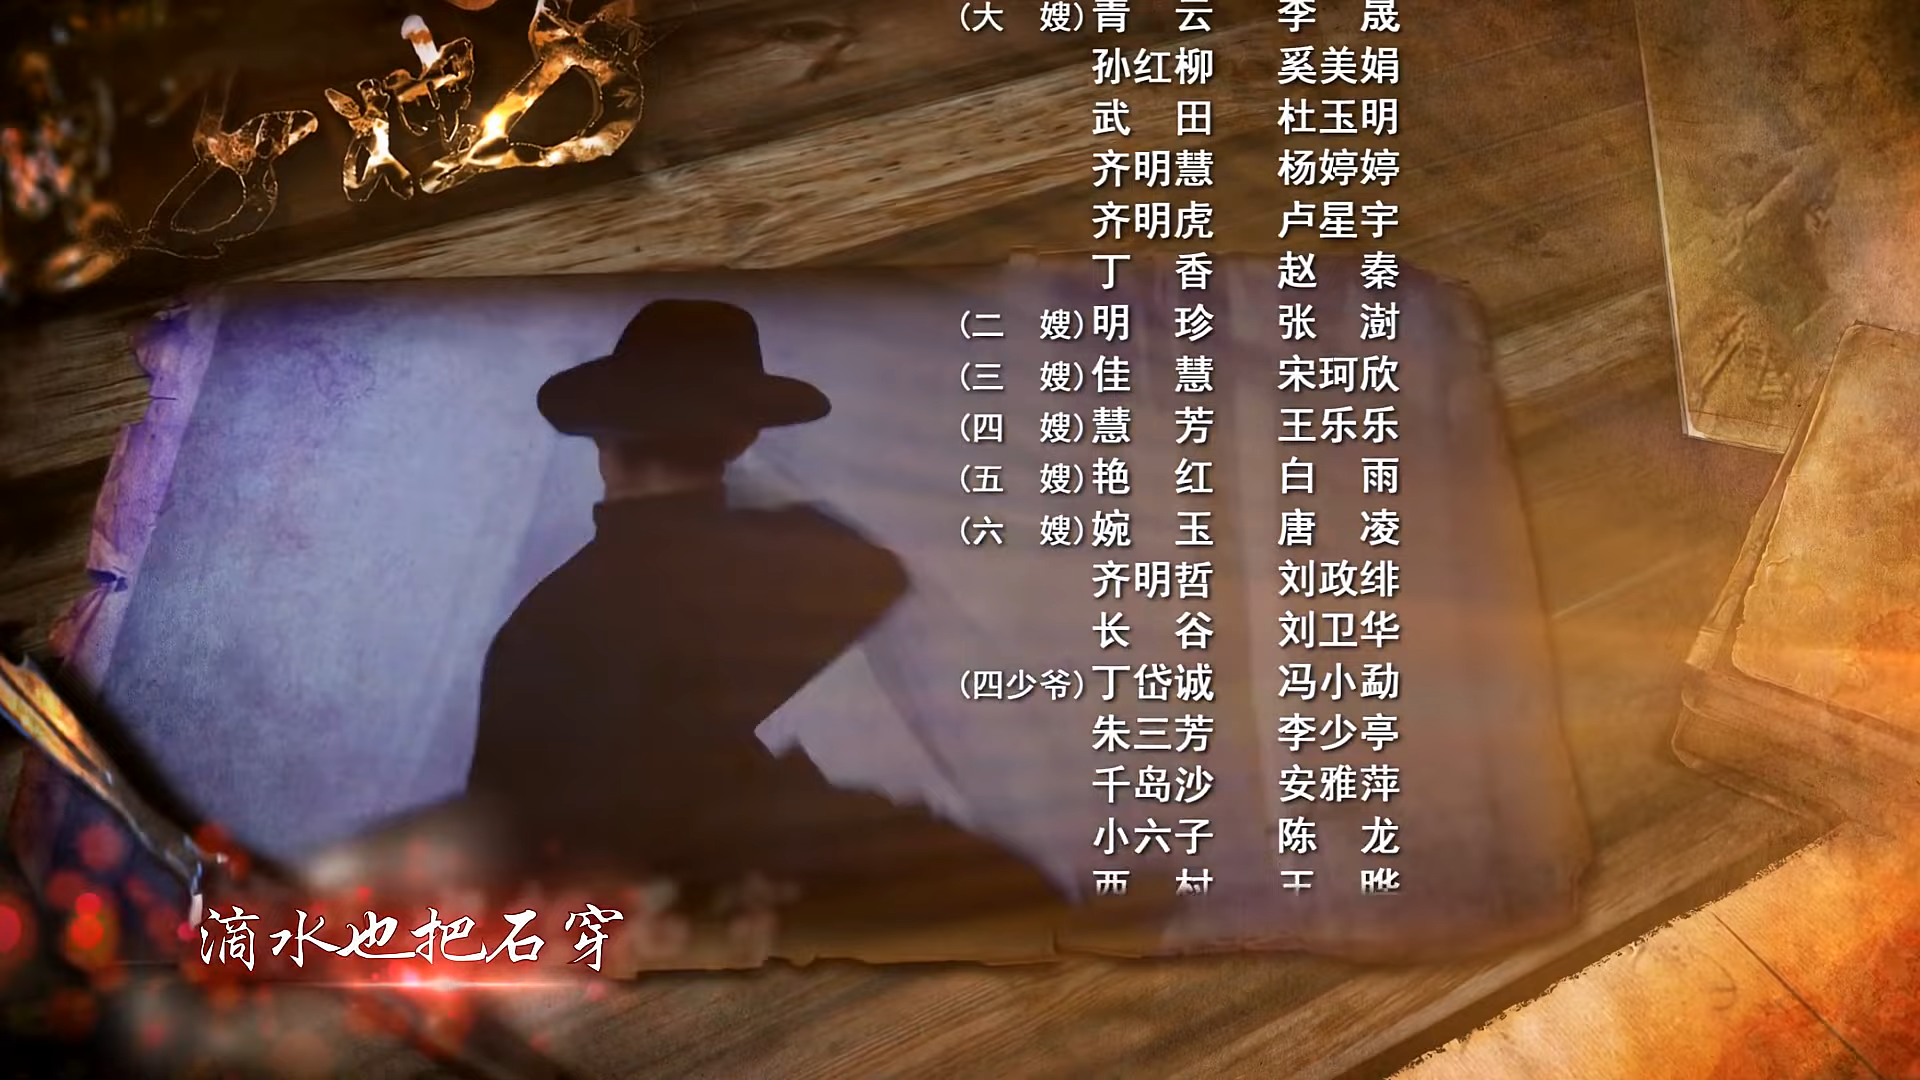 （大　嫂）青　云　李　晟
孙红柳　奚美娟
武　田　杜玉明
齐明慧　杨婷婷
齐明虎　卢星宇
丁　香　赵　秦
（二　嫂）明　珍　张　澍
（三　嫂）佳　慧　宋珂欣
（四　嫂）慧　芳　王乐乐
（五　嫂）艳　红　白　雨
（六　嫂）婉　玉　唐　凌
齐明哲　刘政绯
长　谷　刘卫华
（四少爷）丁岱诚　冯小勐
朱三芳　李少亭
千岛沙　安雅萍
小六子　陈　龙
西　村　王　晔
滴水也把石穿